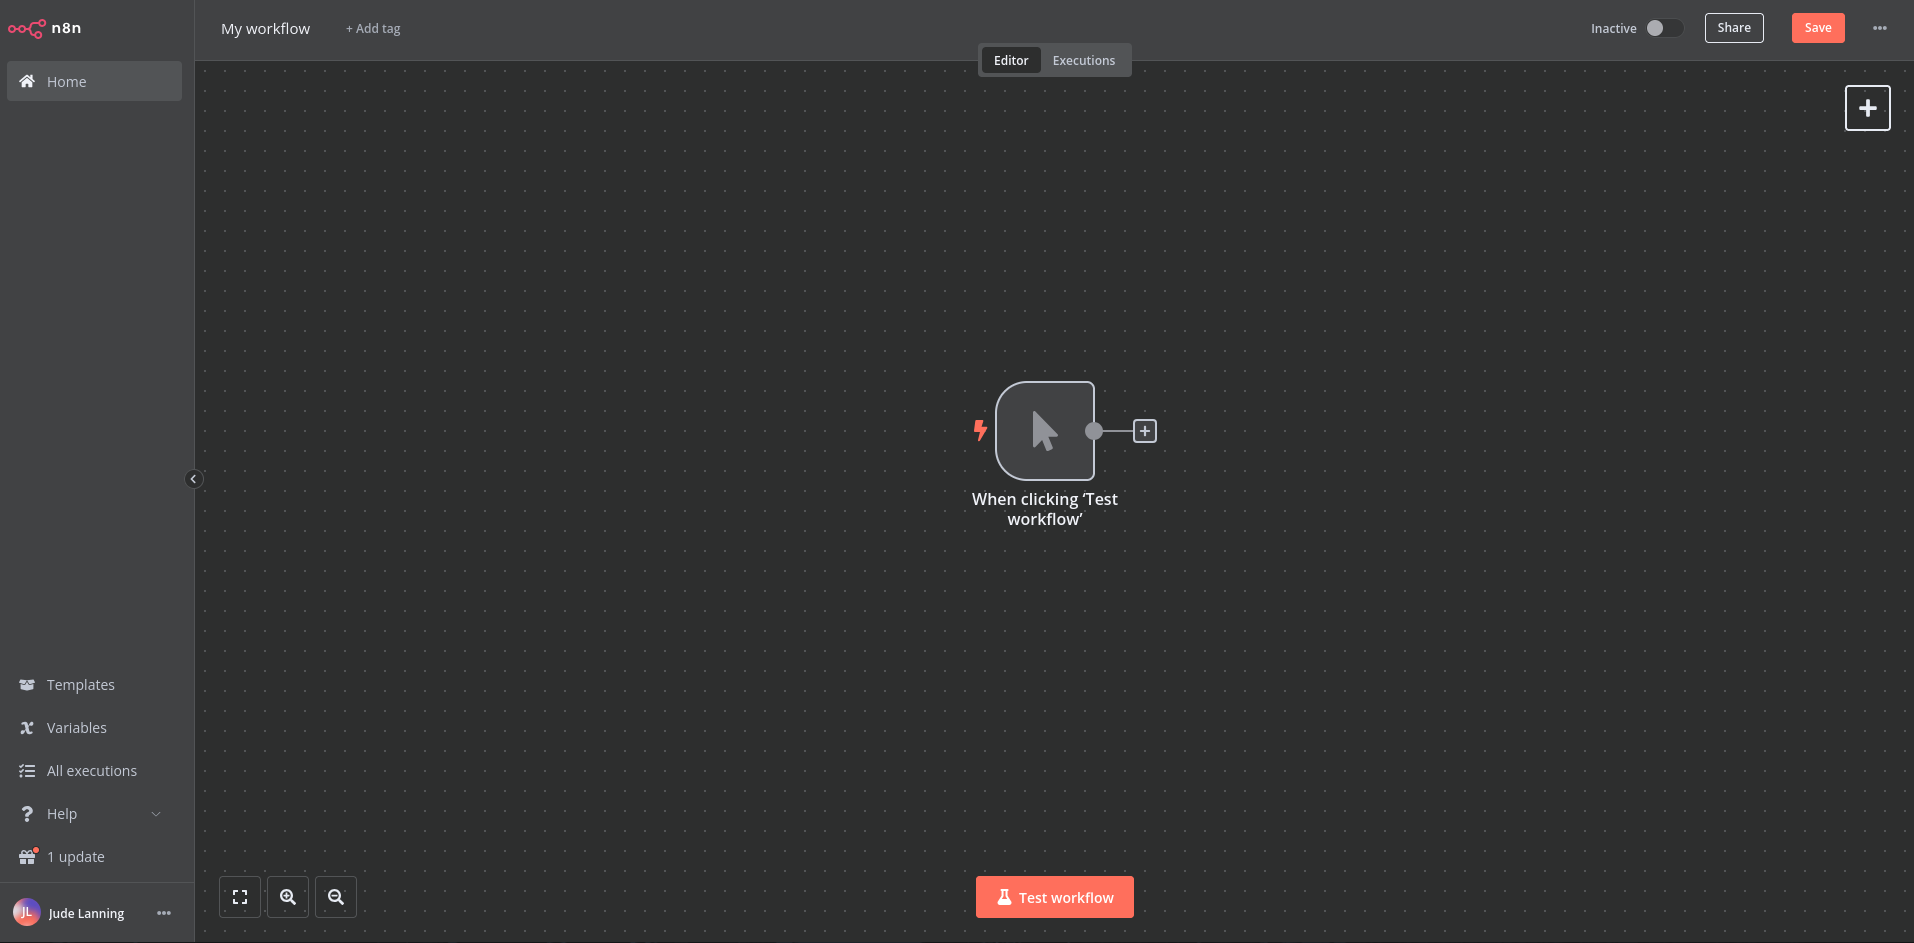 n8n
My workflow
+ Add tag
Inactive
Share
Save
Editor
Executions
Home
When clicking ‘Test
workflow’
Templates
Variables
All executions
Help
1 update
JL
Jude Lanning
Test workflow